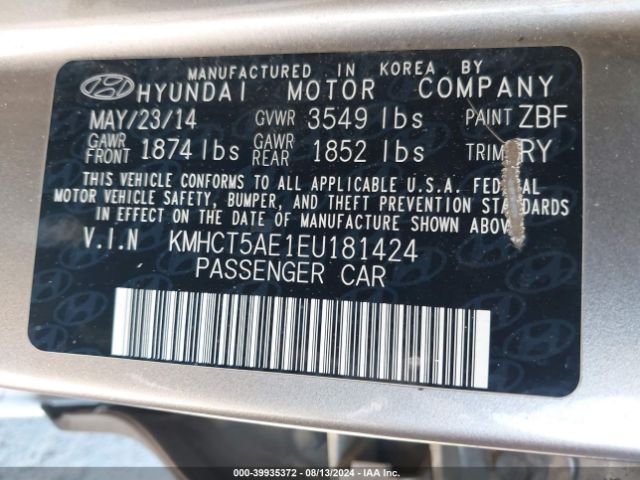 MANUFACTURED IN KOREA BY
HYUNDAI MOTOR COMPANY
MAY/23/14 GVWR 3549 lbs PAINT ZBF
GAWR FRONT 1874 lbs GAWR REAR 1852 lbs TRIM RY
THIS VEHICLE CONFORMS TO ALL APPLICABLE U.S.A. FEDERAL
MOTOR VEHICLE SAFETY, BUMPER, AND THEFT PREVENTION STANDARDS
IN EFFECT ON THE DATE OF MANUFACTURE SHOWN ABOVE
V.I.N KMHCT5AE1EU181424
PASSENGER CAR
000-39935372 - 08/13/2024 - IAA Inc.